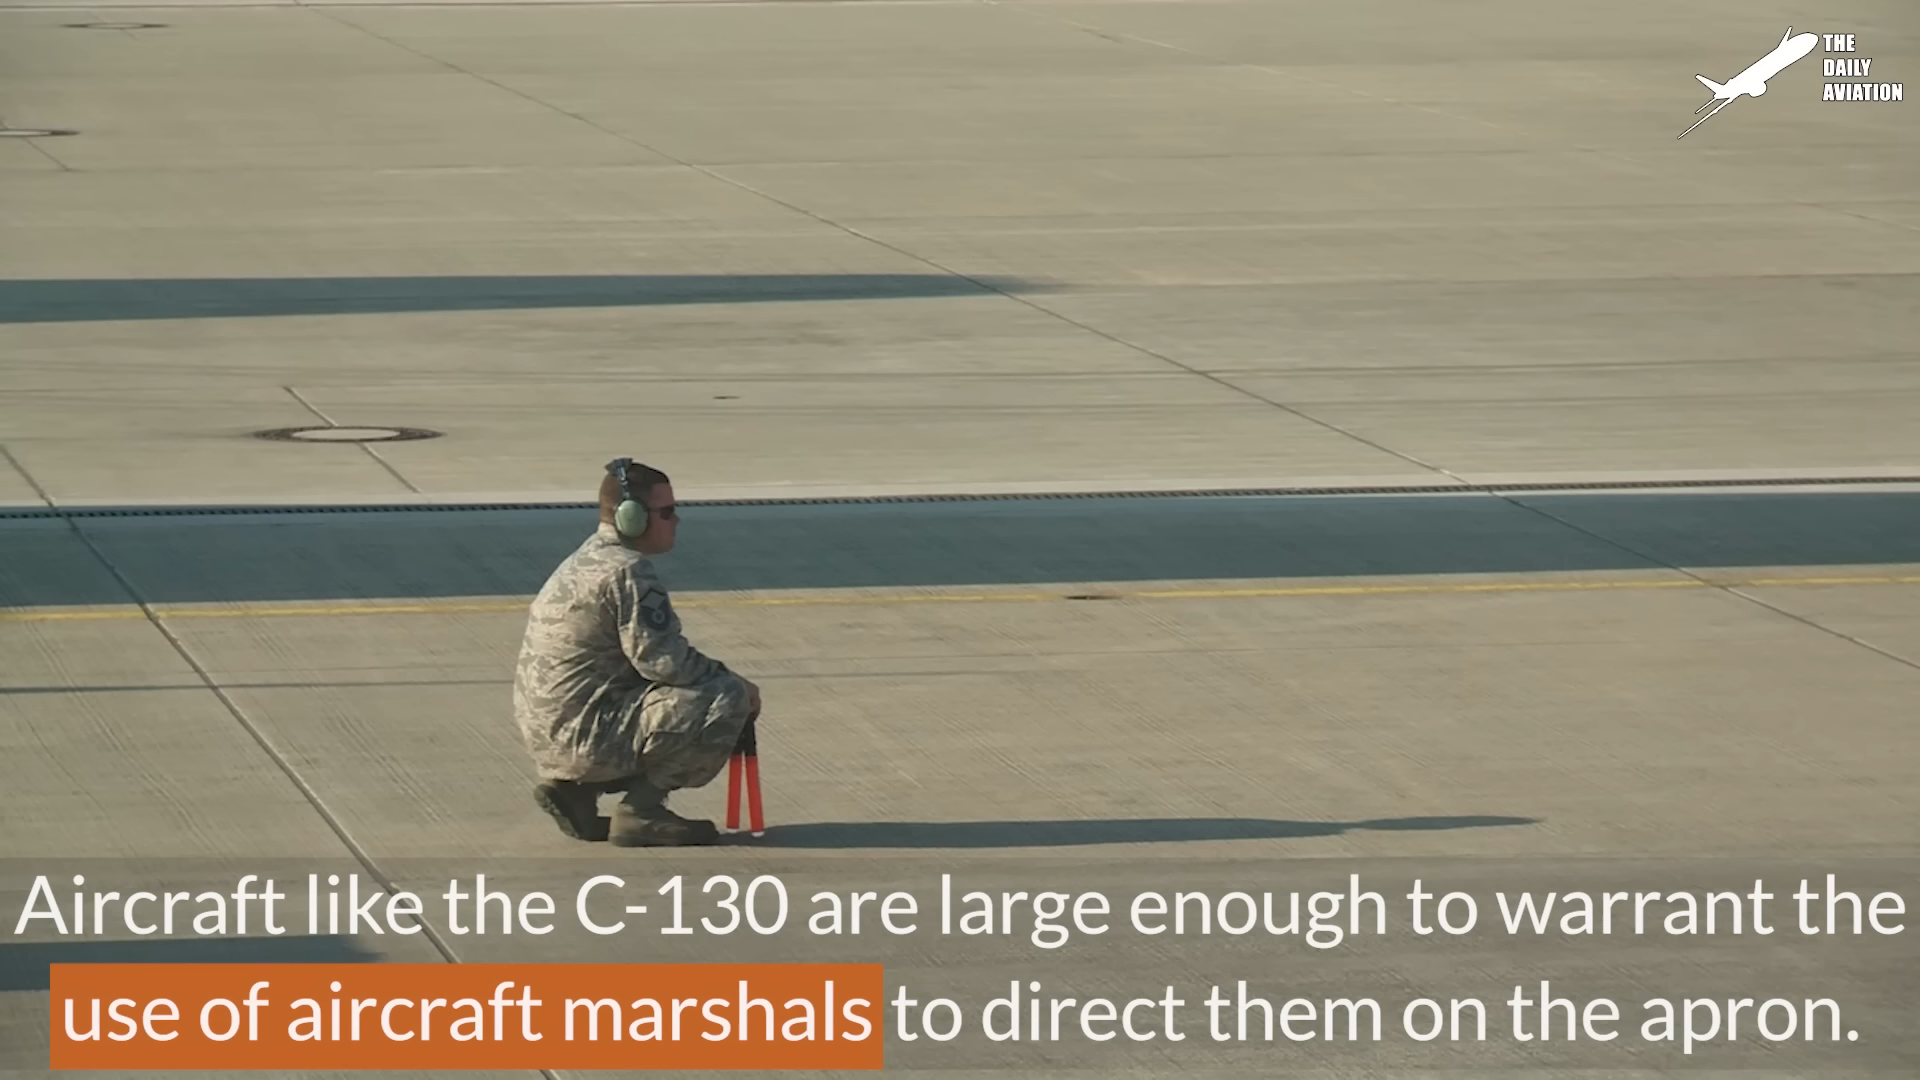 THE
DAILY
AVIATION
Aircraft like the C-130 are large enough to warrant the
use of aircraft marshals to direct them on the apron.